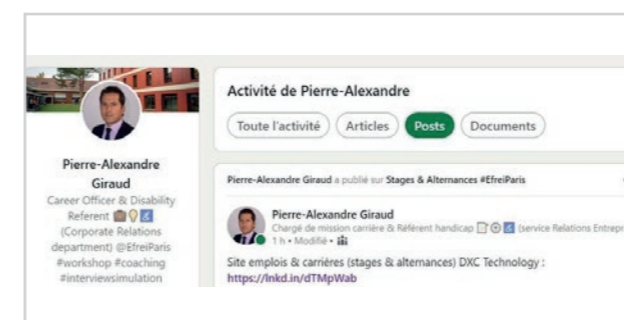 Pierre-Alexandre
Giraud
Career Officer & Disability
Referent
(Corporate Relations
department) @EfreiParis
#workshop #coaching
#interviewsimulation
Activité de Pierre-Alexandre
Toute l'activité Articles Posts Documents
Pierre-Alexandre Giraud a publié sur Stages & Alternances #EfreiParis
Pierre-Alexandre Giraud
Chargé de mission carrière & Référent handicap (service Relations Entrepr
1 h • Modifié •
Site emplois & carrières (stages & alternances) DXC Technology :
https://lnkd.in/dTMpWab